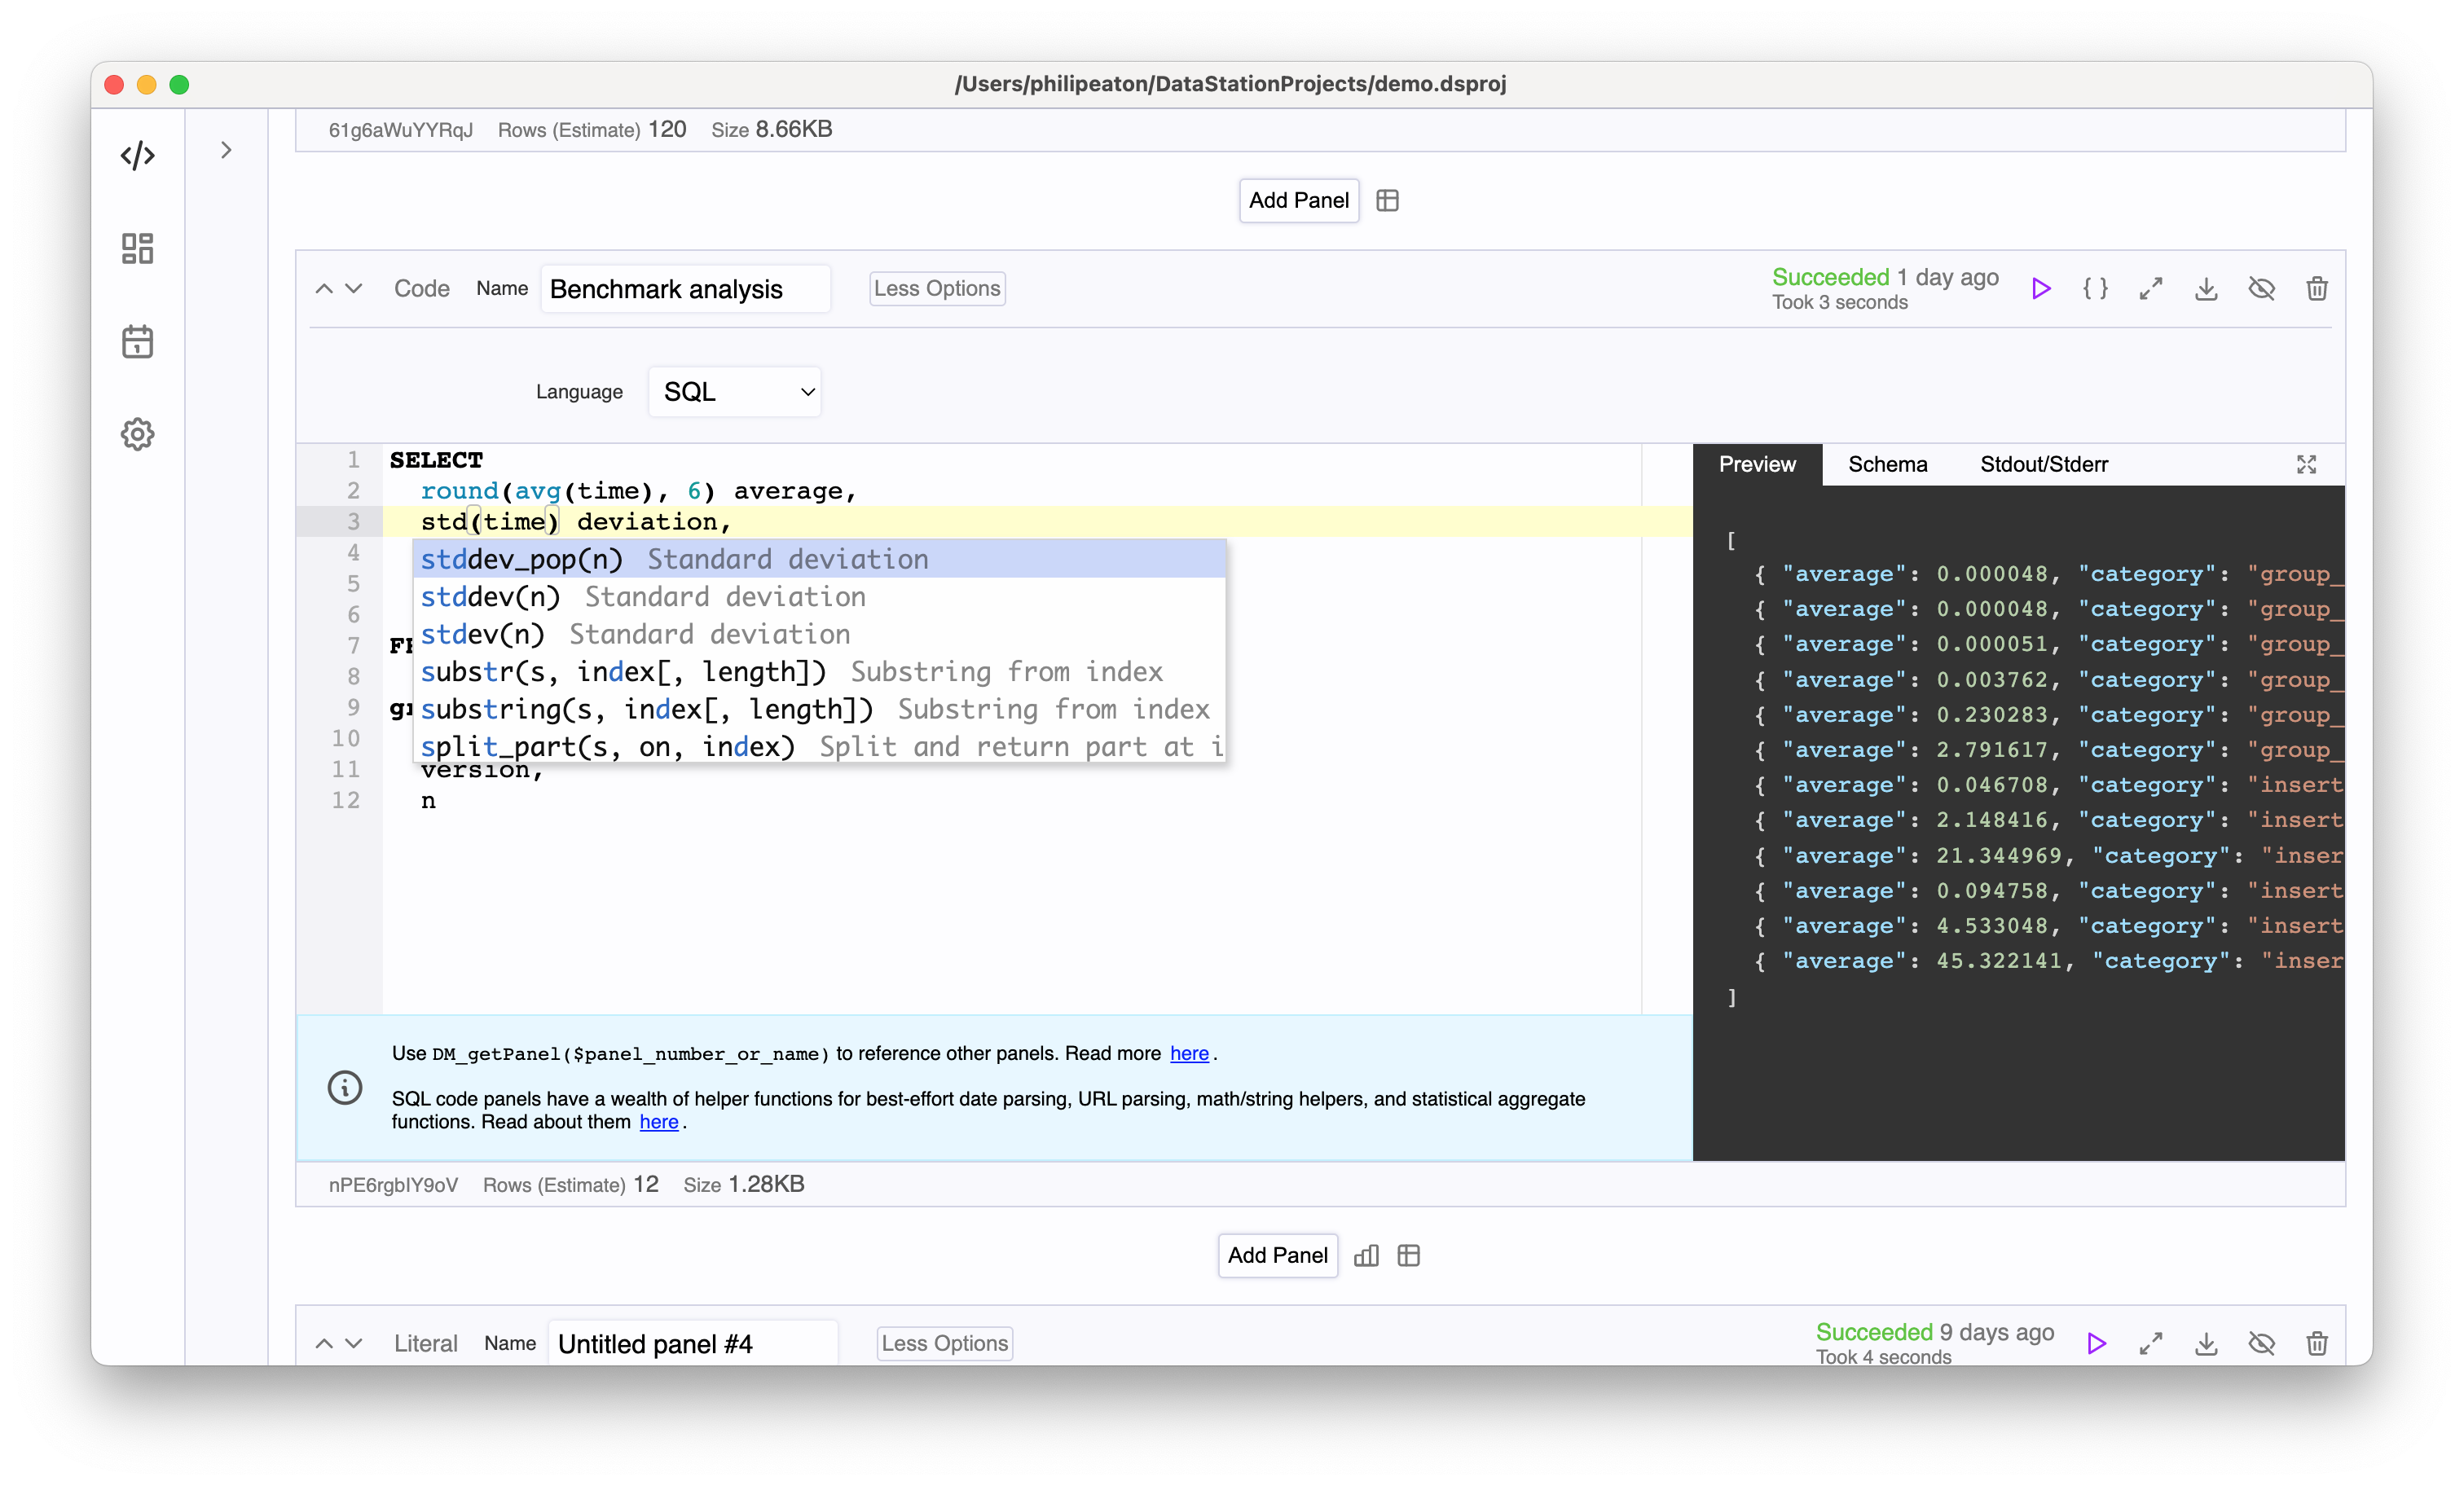 /Users/philipeaton/DataStationProjects/demo.dsproj
61g6aWuYYRqJ Rows (Estimate) 120 Size 8.66KB
Add Panel
Code Name Benchmark analysis Less Options
Succeeded 1 day ago
Took 3 seconds
Language SQL
1 SELECT
2 round(avg(time), 6) average,
3 std(time) deviation,
4
5
6
7
8
9
10
11 version,
12 n
stddev_pop(n) Standard deviation
stddev(n) Standard deviation
stdev(n) Standard deviation
substr(s, index[, length]) Substring from index
substring(s, index[, length]) Substring from index
split_part(s, on, index) Split and return part at i
Preview Schema Stdout/Stderr
[
{ "average": 0.000048, "category": "group_
{ "average": 0.000048, "category": "group_
{ "average": 0.000051, "category": "group_
{ "average": 0.003762, "category": "group_
{ "average": 0.230283, "category": "group_
{ "average": 2.791617, "category": "group_
{ "average": 0.046708, "category": "insert
{ "average": 2.148416, "category": "insert
{ "average": 21.344969, "category": "inser
{ "average": 0.094758, "category": "insert
{ "average": 4.533048, "category": "insert
{ "average": 45.322141, "category": "inser
]
Use DM_getPanel($panel_number_or_name) to reference other panels. Read more here.
SQL code panels have a wealth of helper functions for best-effort date parsing, URL parsing, math/string helpers, and statistical aggregate
functions. Read about them here.
nPE6rgbIY9oV Rows (Estimate) 12 Size 1.28KB
Add Panel
Literal Name Untitled panel #4 Less Options
Succeeded 9 days ago
Took 4 seconds